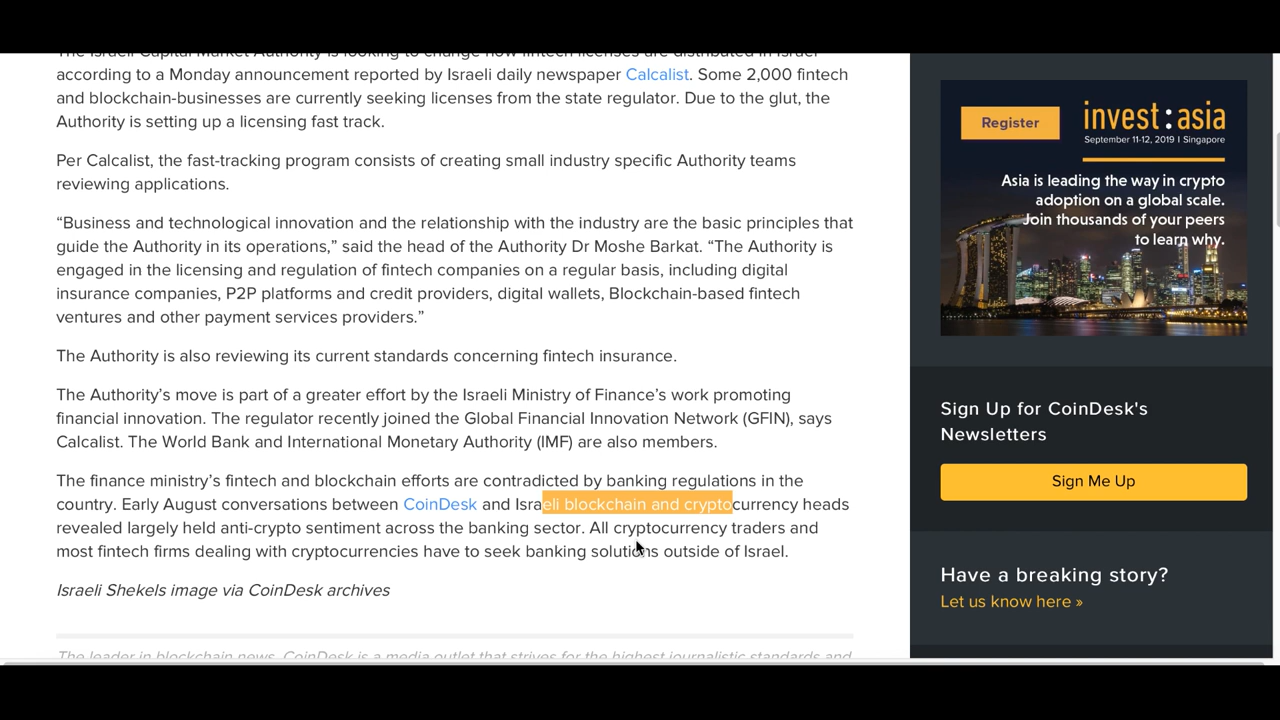 The Israeli Capital Market Authority is looking to change how fintech licenses are distributed in Israel
according to a Monday announcement reported by Israeli daily newspaper Calcalist. Some 2,000 fintech
and blockchain-businesses are currently seeking licenses from the state regulator. Due to the glut, the
Authority is setting up a licensing fast track.
Per Calcalist, the fast-tracking program consists of creating small industry specific Authority teams
reviewing applications.
“Business and technological innovation and the relationship with the industry are the basic principles that
guide the Authority in its operations,” said the head of the Authority Dr Moshe Barkat. “The Authority is
engaged in the licensing and regulation of fintech companies on a regular basis, including digital
insurance companies, P2P platforms and credit providers, digital wallets, Blockchain-based fintech
ventures and other payment services providers.”
The Authority is also reviewing its current standards concerning fintech insurance.
The Authority’s move is part of a greater effort by the Israeli Ministry of Finance’s work promoting
financial innovation. The regulator recently joined the Global Financial Innovation Network (GFIN), says
Calcalist. The World Bank and International Monetary Authority (IMF) are also members.
The finance ministry’s fintech and blockchain efforts are contradicted by banking regulations in the
country. Early August conversations between CoinDesk and Israeli blockchain and cryptocurrency heads
revealed largely held anti-crypto sentiment across the banking sector. All cryptocurrency traders and
most fintech firms dealing with cryptocurrencies have to seek banking solutions outside of Israel.
Israeli Shekels image via CoinDesk archives
The leader in blockchain news, CoinDesk is a media outlet that strives for the highest journalistic standards and
Register
invest:asia
September 11-12, 2019 | Singapore
Asia is leading the way in crypto
adoption on a global scale.
Join thousands of your peers
to learn why.
Sign Up for CoinDesk's
Newsletters
Sign Me Up
Have a breaking story?
Let us know here »